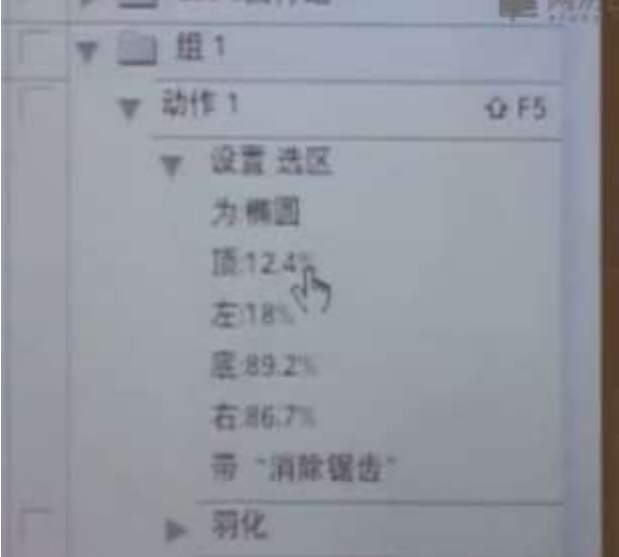 组 1
动作 1 F5
设置 选区
为:椭圆
顶:12.4%
左:18%
底:89.2%
右:86.7%
带 "消除锯齿"
羽化